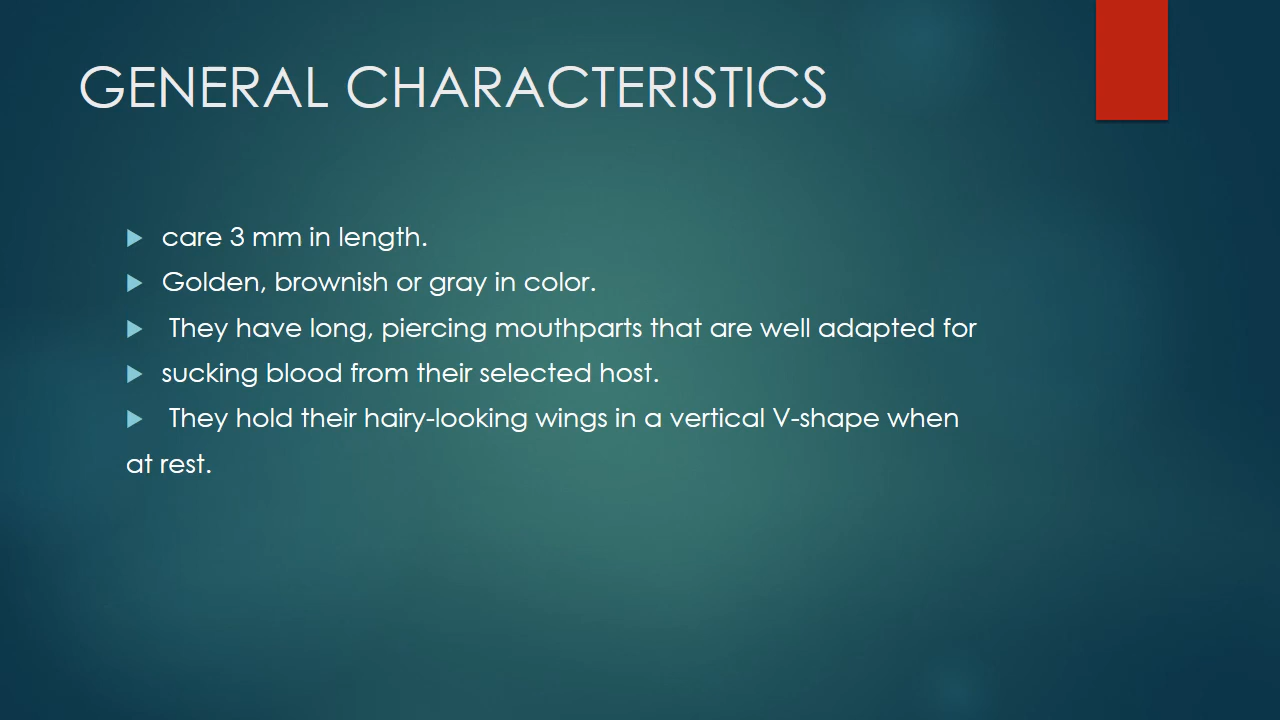 GENERAL CHARACTERISTICS
care 3 mm in length.
Golden, brownish or gray in color.
They have long, piercing mouthparts that are well adapted for
sucking blood from their selected host.
They hold their hairy-looking wings in a vertical V-shape when
at rest.